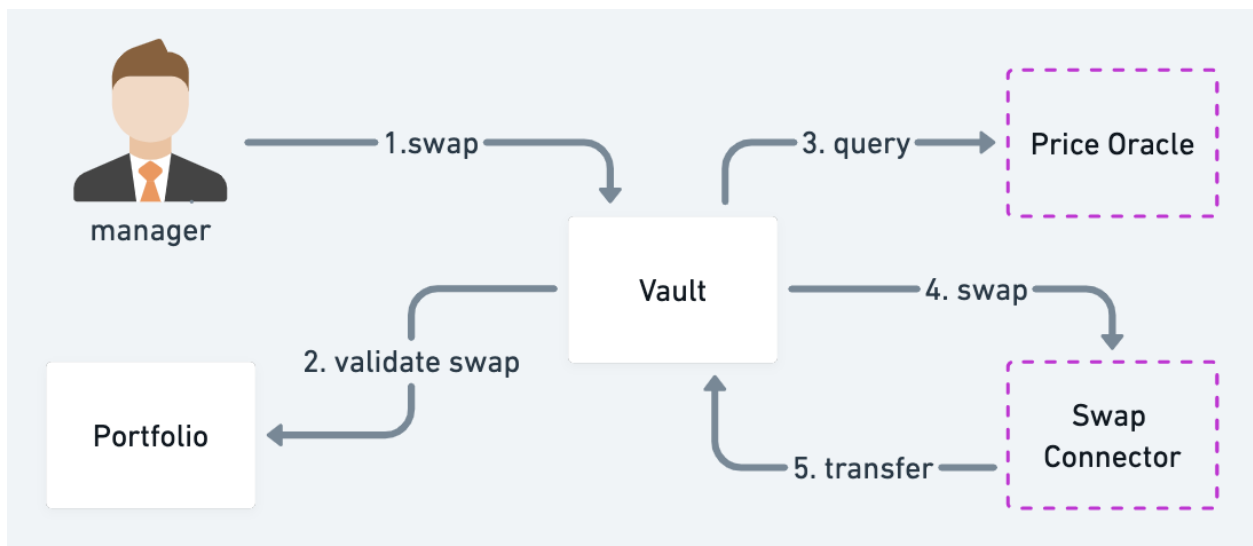 1.swap
3. query
Price Oracle
manager
Vault
4. swap
2. validate swap
Portfolio
Swap
Connector
5. transfer